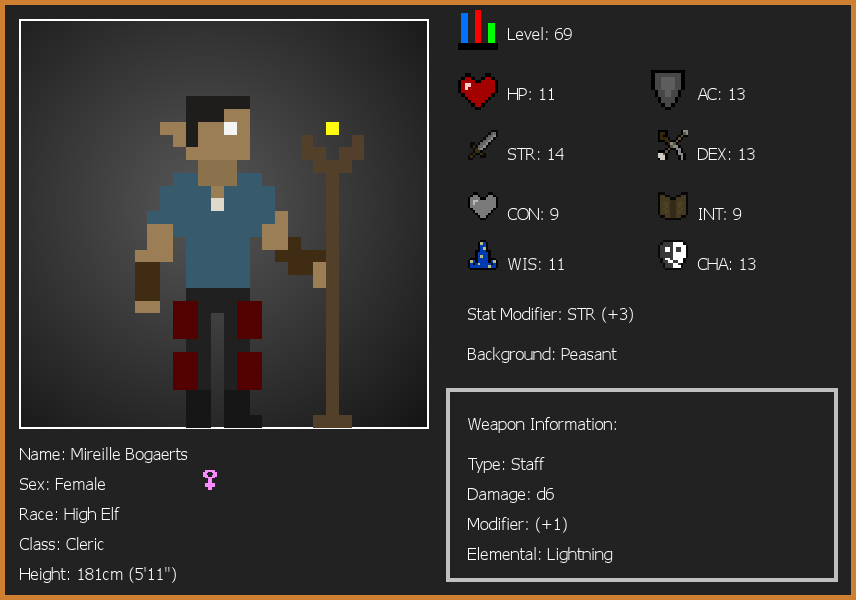 Level: 69
HP: 11
AC: 13
STR: 14
DEX: 13
CON: 9
INT: 9
WIS: 11
CHA: 13
Stat Modifier: STR (+3)
Background: Peasant
Weapon Information:
Type: Staff
Damage: d6
Modifier: (+1)
Elemental: Lightning
Name: Mireille Bogaerts
Sex: Female
Race: High Elf
Class: Cleric
Height: 181cm (5'11")